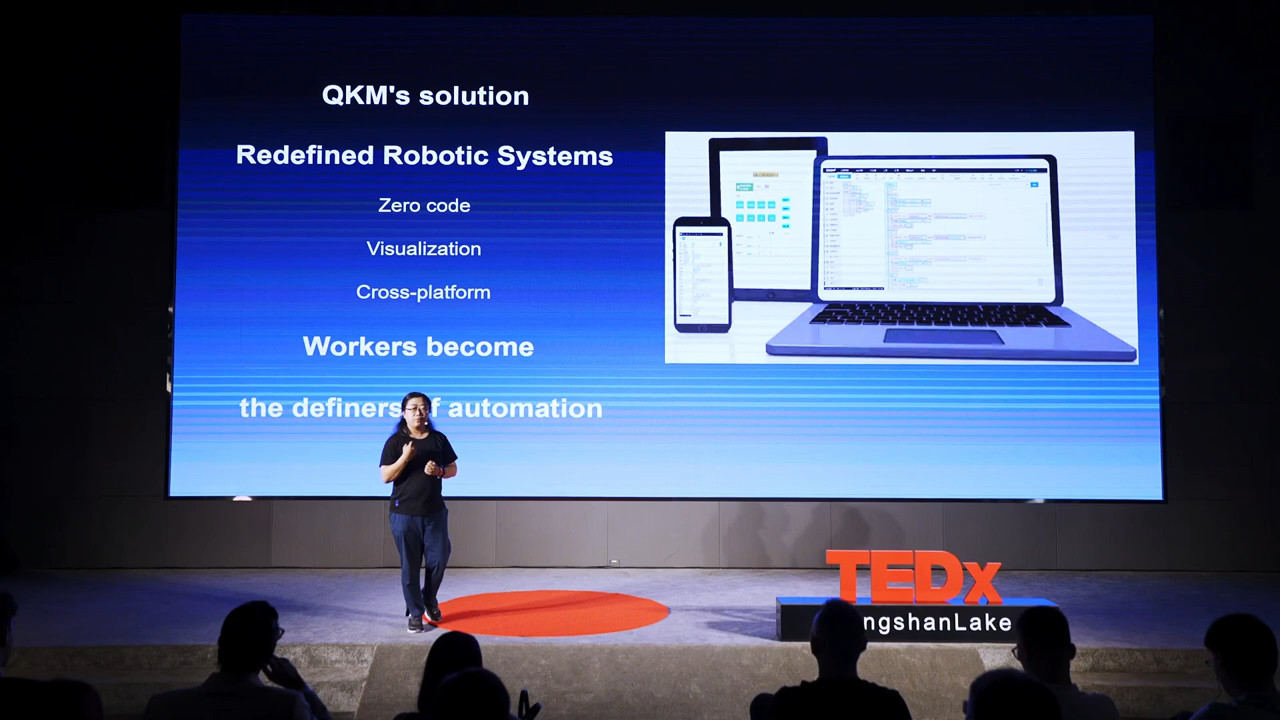 QKM's solution
Redefined Robotic Systems
Zero code
Visualization
Cross-platform
Workers become
the definers automation
TEDx
ngshanLake